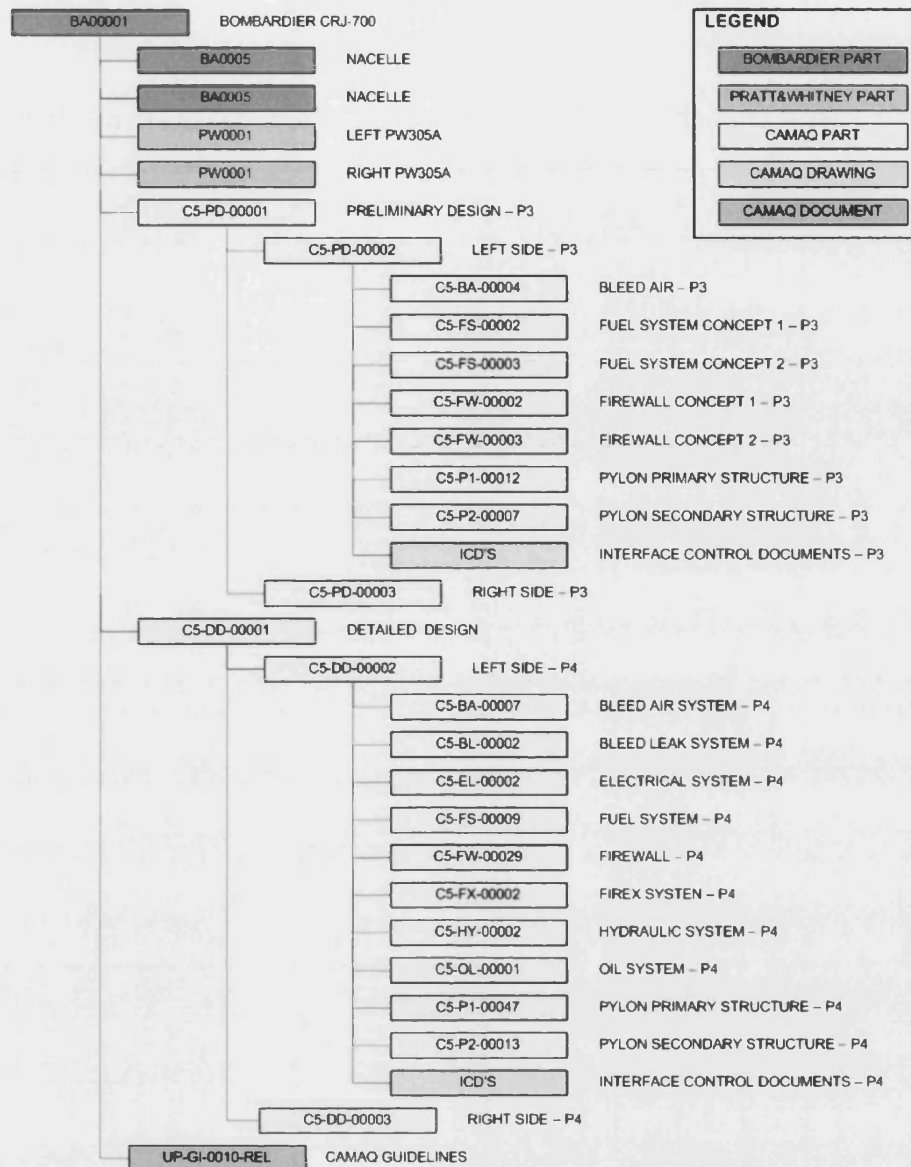 BA00001 BOMBARDIER CRJ-700
LEGEND
BOMBARDIER PART
PRATT&WHITNEY PART
CAMAQ PART
CAMAQ DRAWING
CAMAQ DOCUMENT
BA0005 NACELLE
BA0005 NACELLE
PW0001 LEFT PW305A
PW0001 RIGHT PW305A
C5-PD-00001 PRELIMINARY DESIGN – P3
C5-PD-00002 LEFT SIDE – P3
C5-BA-00004 BLEED AIR – P3
C5-FS-00002 FUEL SYSTEM CONCEPT 1 – P3
C5-FS-00003 FUEL SYSTEM CONCEPT 2 – P3
C5-FW-00002 FIREWALL CONCEPT 1 – P3
C5-FW-00003 FIREWALL CONCEPT 2 – P3
C5-P1-00012 PYLON PRIMARY STRUCTURE – P3
C5-P2-00007 PYLON SECONDARY STRUCTURE – P3
ICD'S INTERFACE CONTROL DOCUMENTS – P3
C5-PD-00003 RIGHT SIDE – P3
C5-DD-00001 DETAILED DESIGN
C5-DD-00002 LEFT SIDE – P4
C5-BA-00007 BLEED AIR SYSTEM – P4
C5-BL-00002 BLEED LEAK SYSTEM – P4
C5-EL-00002 ELECTRICAL SYSTEM – P4
C5-FS-00009 FUEL SYSTEM – P4
C5-FW-00029 FIREWALL – P4
C5-FX-00002 FIREX SYSTEN – P4
C5-HY-00002 HYDRAULIC SYSTEM – P4
C5-OL-00001 OIL SYSTEM – P4
C5-P1-00047 PYLON PRIMARY STRUCTURE – P4
C5-P2-00013 PYLON SECONDARY STRUCTURE – P4
ICD'S INTERFACE CONTROL DOCUMENTS – P4
C5-DD-00003 RIGHT SIDE – P4
UP-GI-0010-REL CAMAQ GUIDELINES